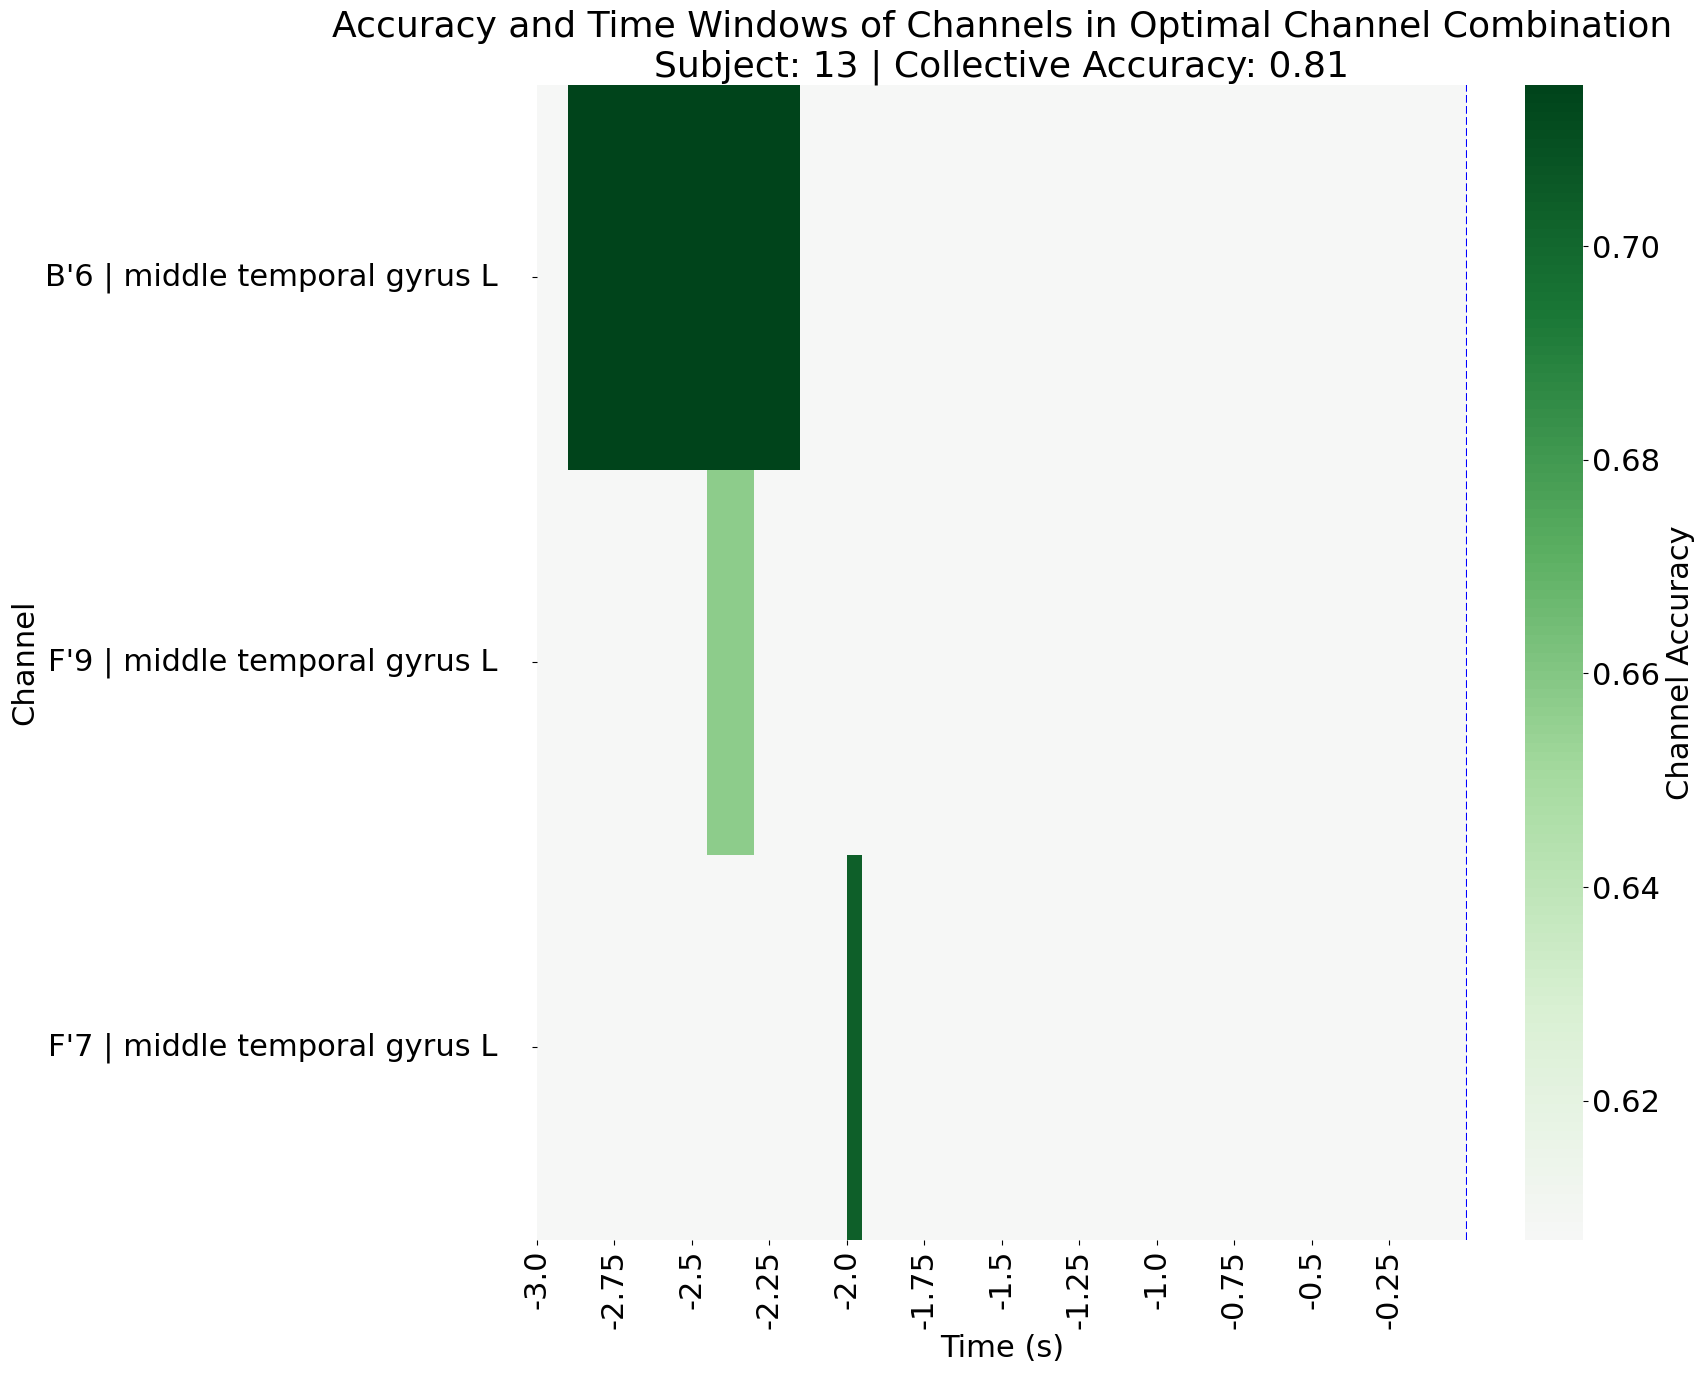 Accuracy and Time Windows of Channels in Optimal Channel Combination
Subject: 13 | Collective Accuracy: 0.81
Channel
B'6 | middle temporal gyrus L
F'9 | middle temporal gyrus L
F'7 | middle temporal gyrus L
-3.0
-2.75
-2.5
-2.25
-2.0
-1.75
-1.5
-1.25
-1.0
-0.75
-0.5
-0.25
Time (s)
0.70
0.68
0.66
0.64
0.62
Channel Accuracy